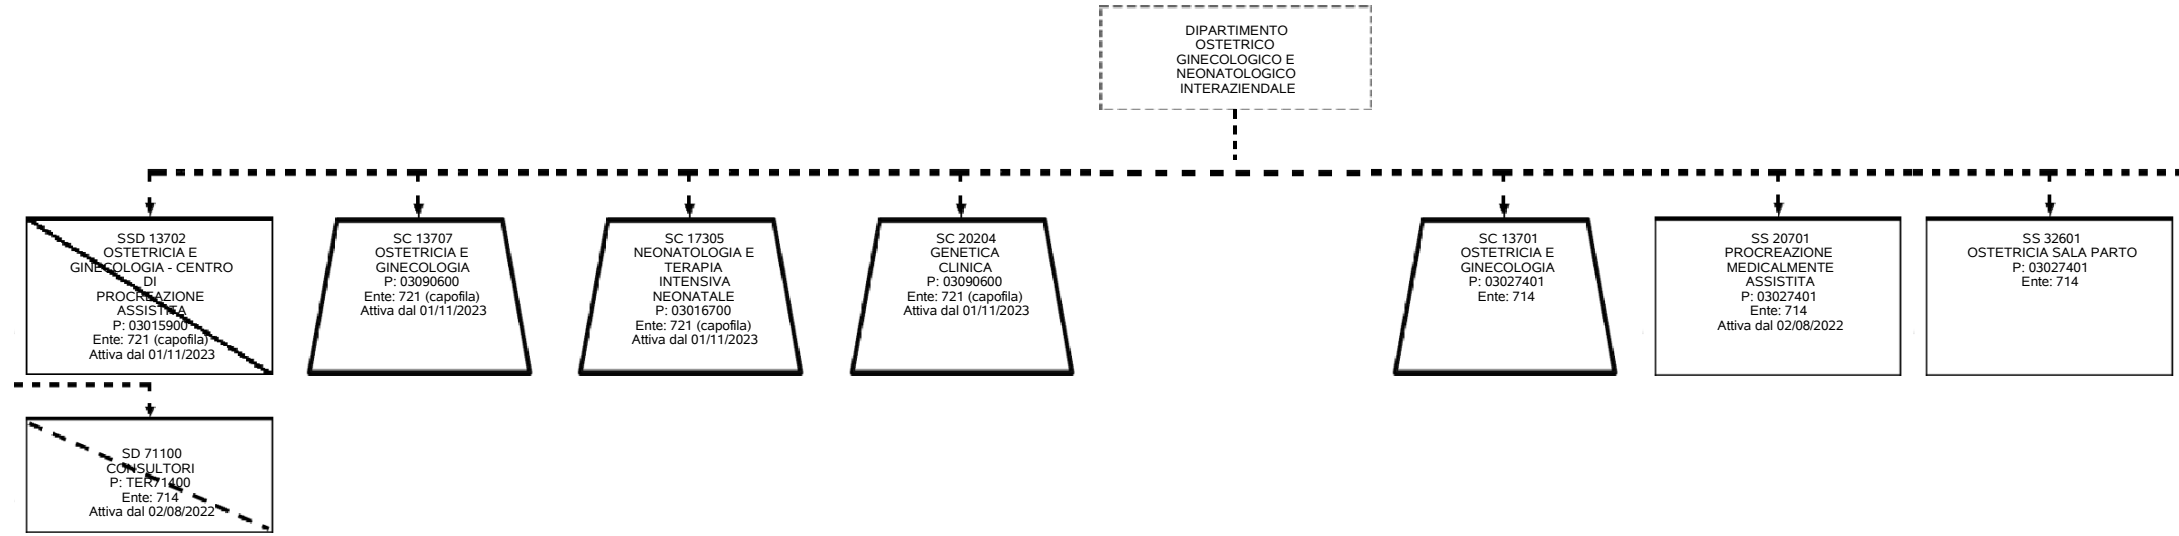 DIPARTIMENTO
OSTETRICO
GINECOLOGICO E
NEONATOLOGICO
INTERAZIENDALE
SSD 13702
OSTETRICIA E
GINECOLOGIA - CENTRO
DI
PROCREAZIONE
ASSISTITA
P: 03015900
Ente: 721 (capofila)
Attiva dal 01/11/2023
SC 13707
OSTETRICIA E
GINECOLOGIA
P: 03090600
Ente: 721 (capofila)
Attiva dal 01/11/2023
SC 17305
NEONATOLOGIA E
TERAPIA
INTENSIVA
NEONATALE
P: 03016700
Ente: 721 (capofila)
Attiva dal 01/11/2023
SC 20204
GENETICA
CLINICA
P: 03090600
Ente: 721 (capofila)
Attiva dal 01/11/2023
SC 13701
OSTETRICIA E
GINECOLOGIA
P: 03027401
Ente: 714
SS 20701
PROCREAZIONE
MEDICALMENTE
ASSISTITA
P: 03027401
Ente: 714
Attiva dal 02/08/2022
SS 32601
OSTETRICIA SALA PARTO
P: 03027401
Ente: 714
SD 71100
CONSULTORI
P: TER71400
Ente: 714
Attiva dal 02/08/2022